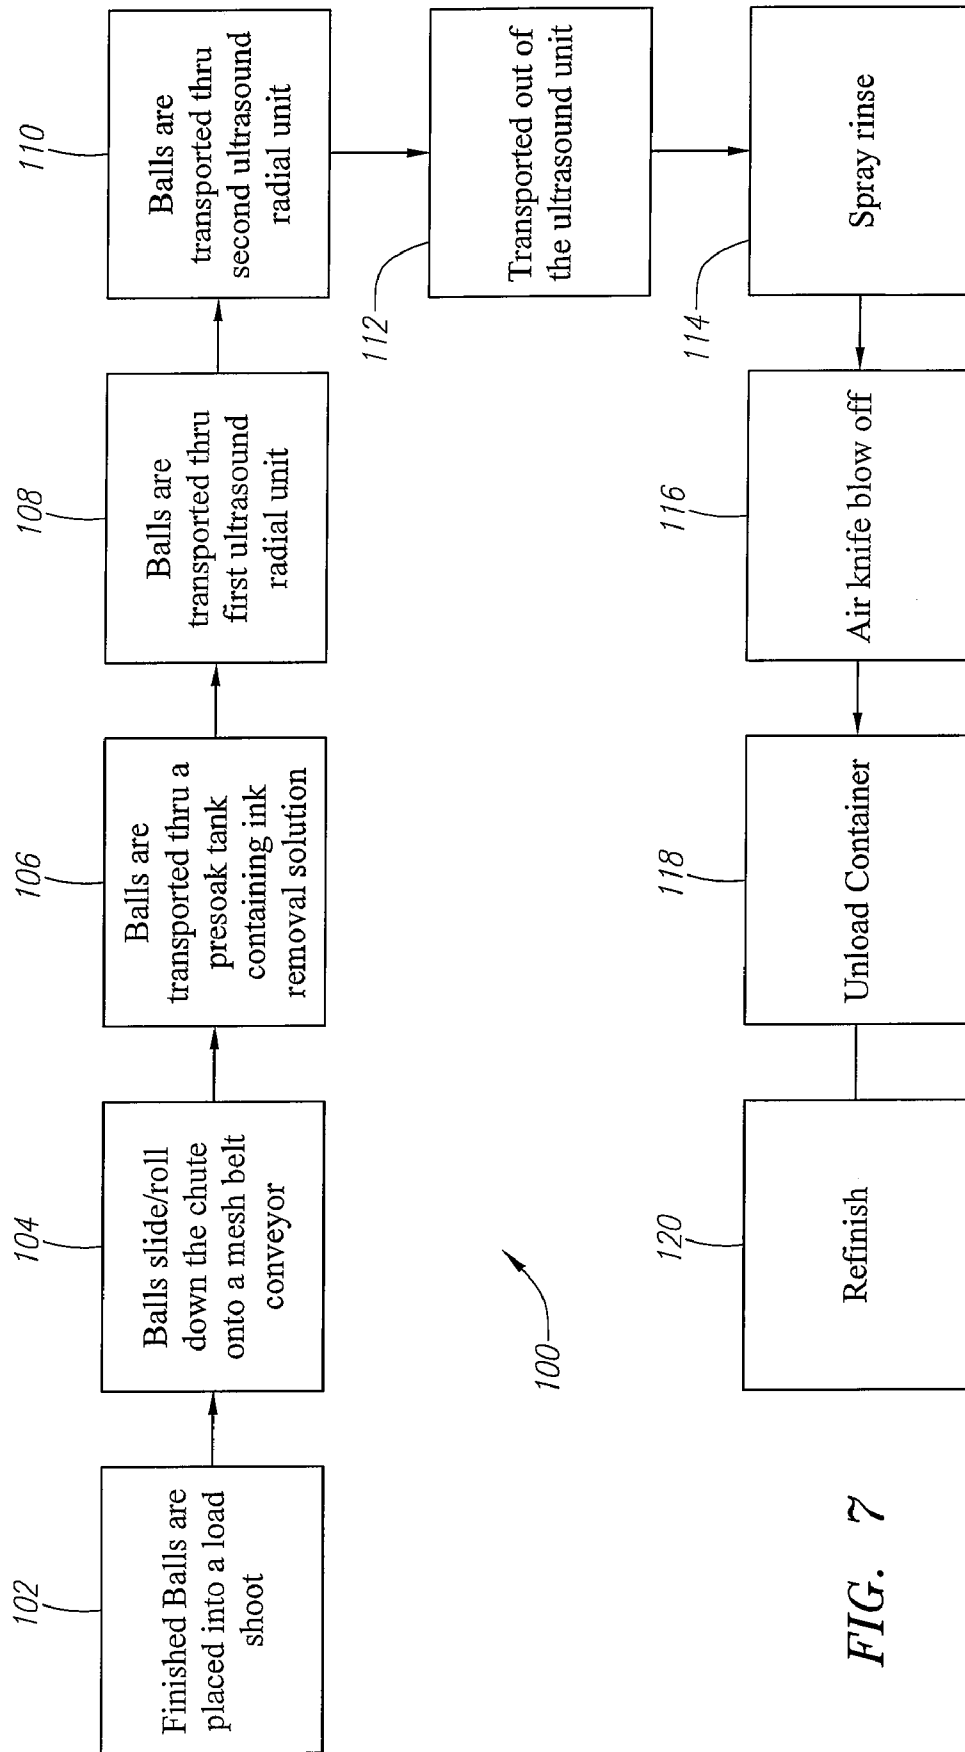 102
Finished Balls are
placed into a load
shoot
104
Balls slide/roll
down the chute
onto a mesh belt
conveyor
106
Balls are
transported thru a
presoak tank
containing ink
removal solution
108
Balls are
transported thru
first ultrasound
radial unit
110
Balls are
transported thru
second ultrasound
radial unit
112
Transported out of
the ultrasound unit
114
Spray rinse
116
Air knife blow off
118
Unload Container
120
Refinish
100
FIG. 7